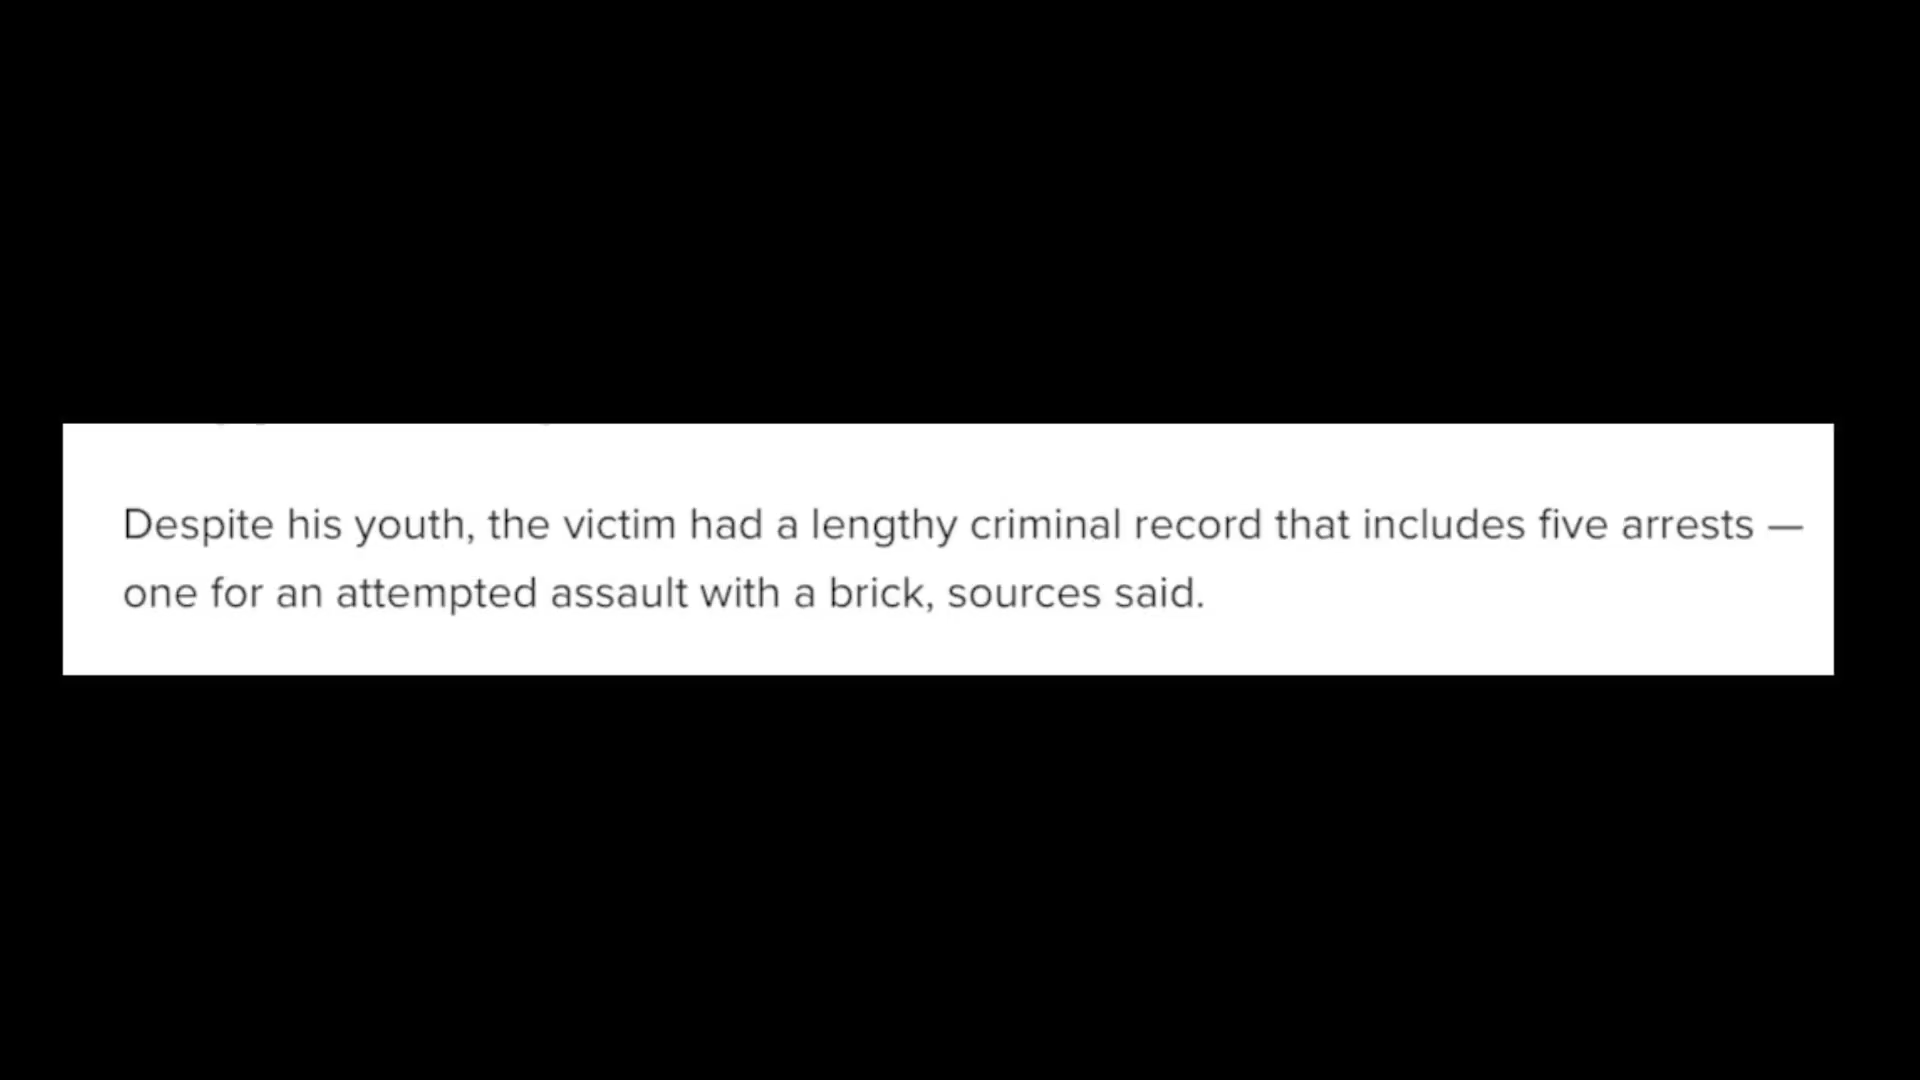 Despite his youth, the victim had a lengthy criminal record that includes five arrests —
one for an attempted assault with a brick, sources said.